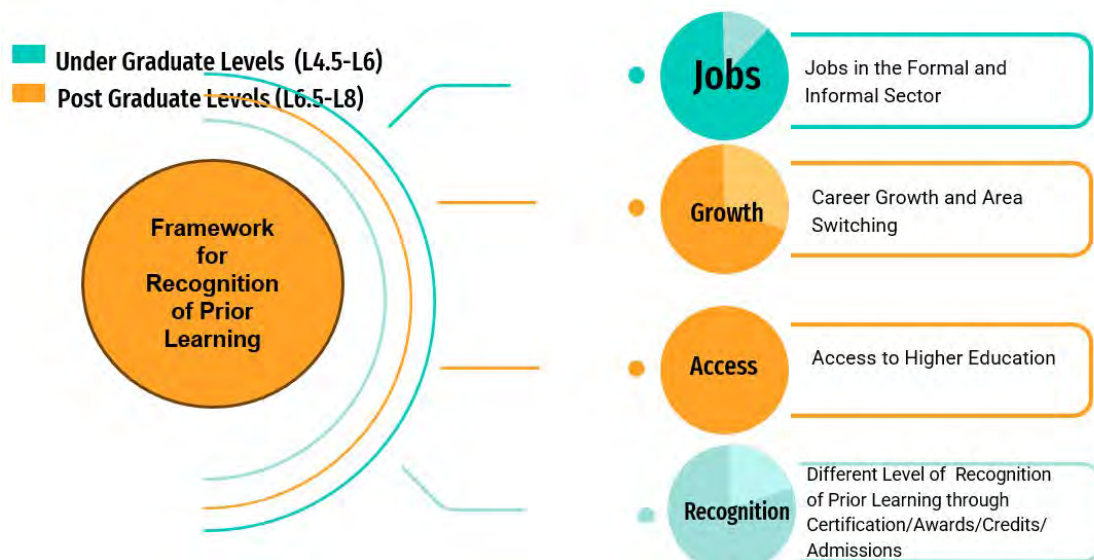 Under Graduate Levels (L4.5-L6)
Post Graduate Levels (L6.5-L8)
Framework
for
Recognition
of Prior
Learning
Jobs
Jobs in the Formal and
Informal Sector
Growth
Career Growth and Area
Switching
Access
Access to Higher Education
Recognition
Different Level of Recognition
of Prior Learning through
Certification/Awards/Credits/
Admissions